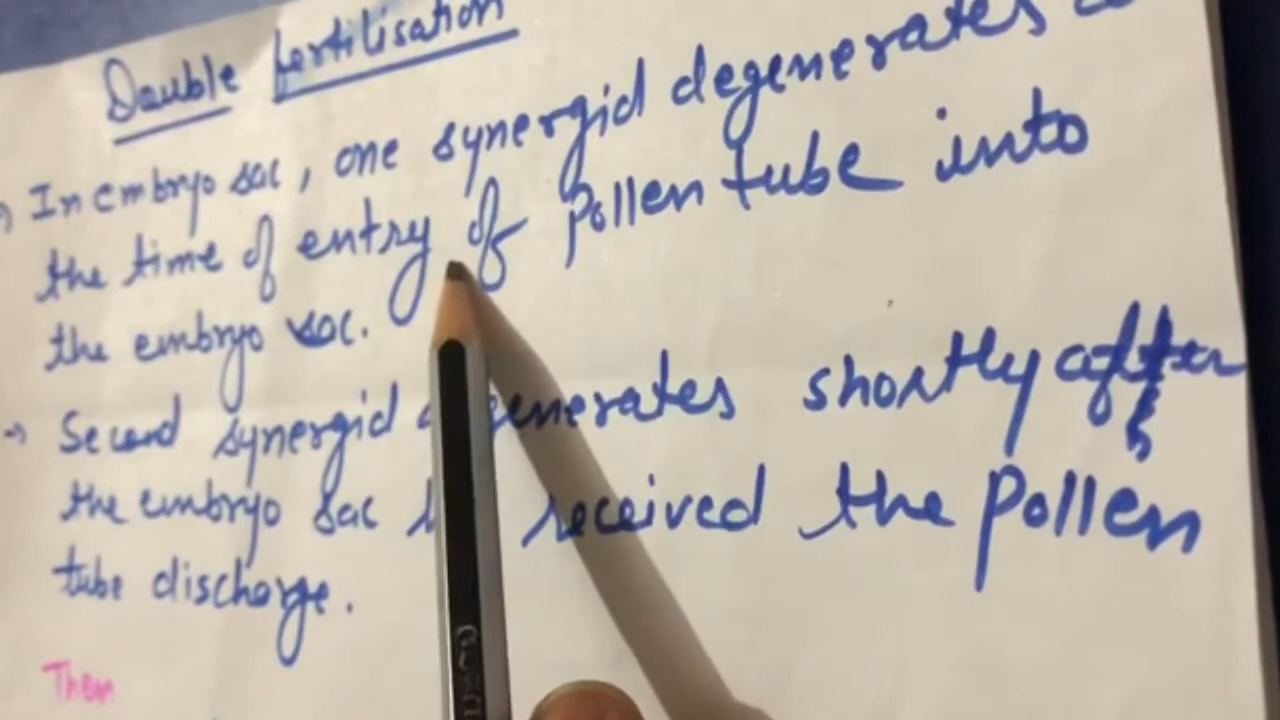 Double fertilisation
→ In embryo sac, one synergid degenerates
the time of entry of pollen tube into
the embryo sac.
→ Second synergid degenerates shortly after
the embryo sac received the pollen
tube discharge.
Then